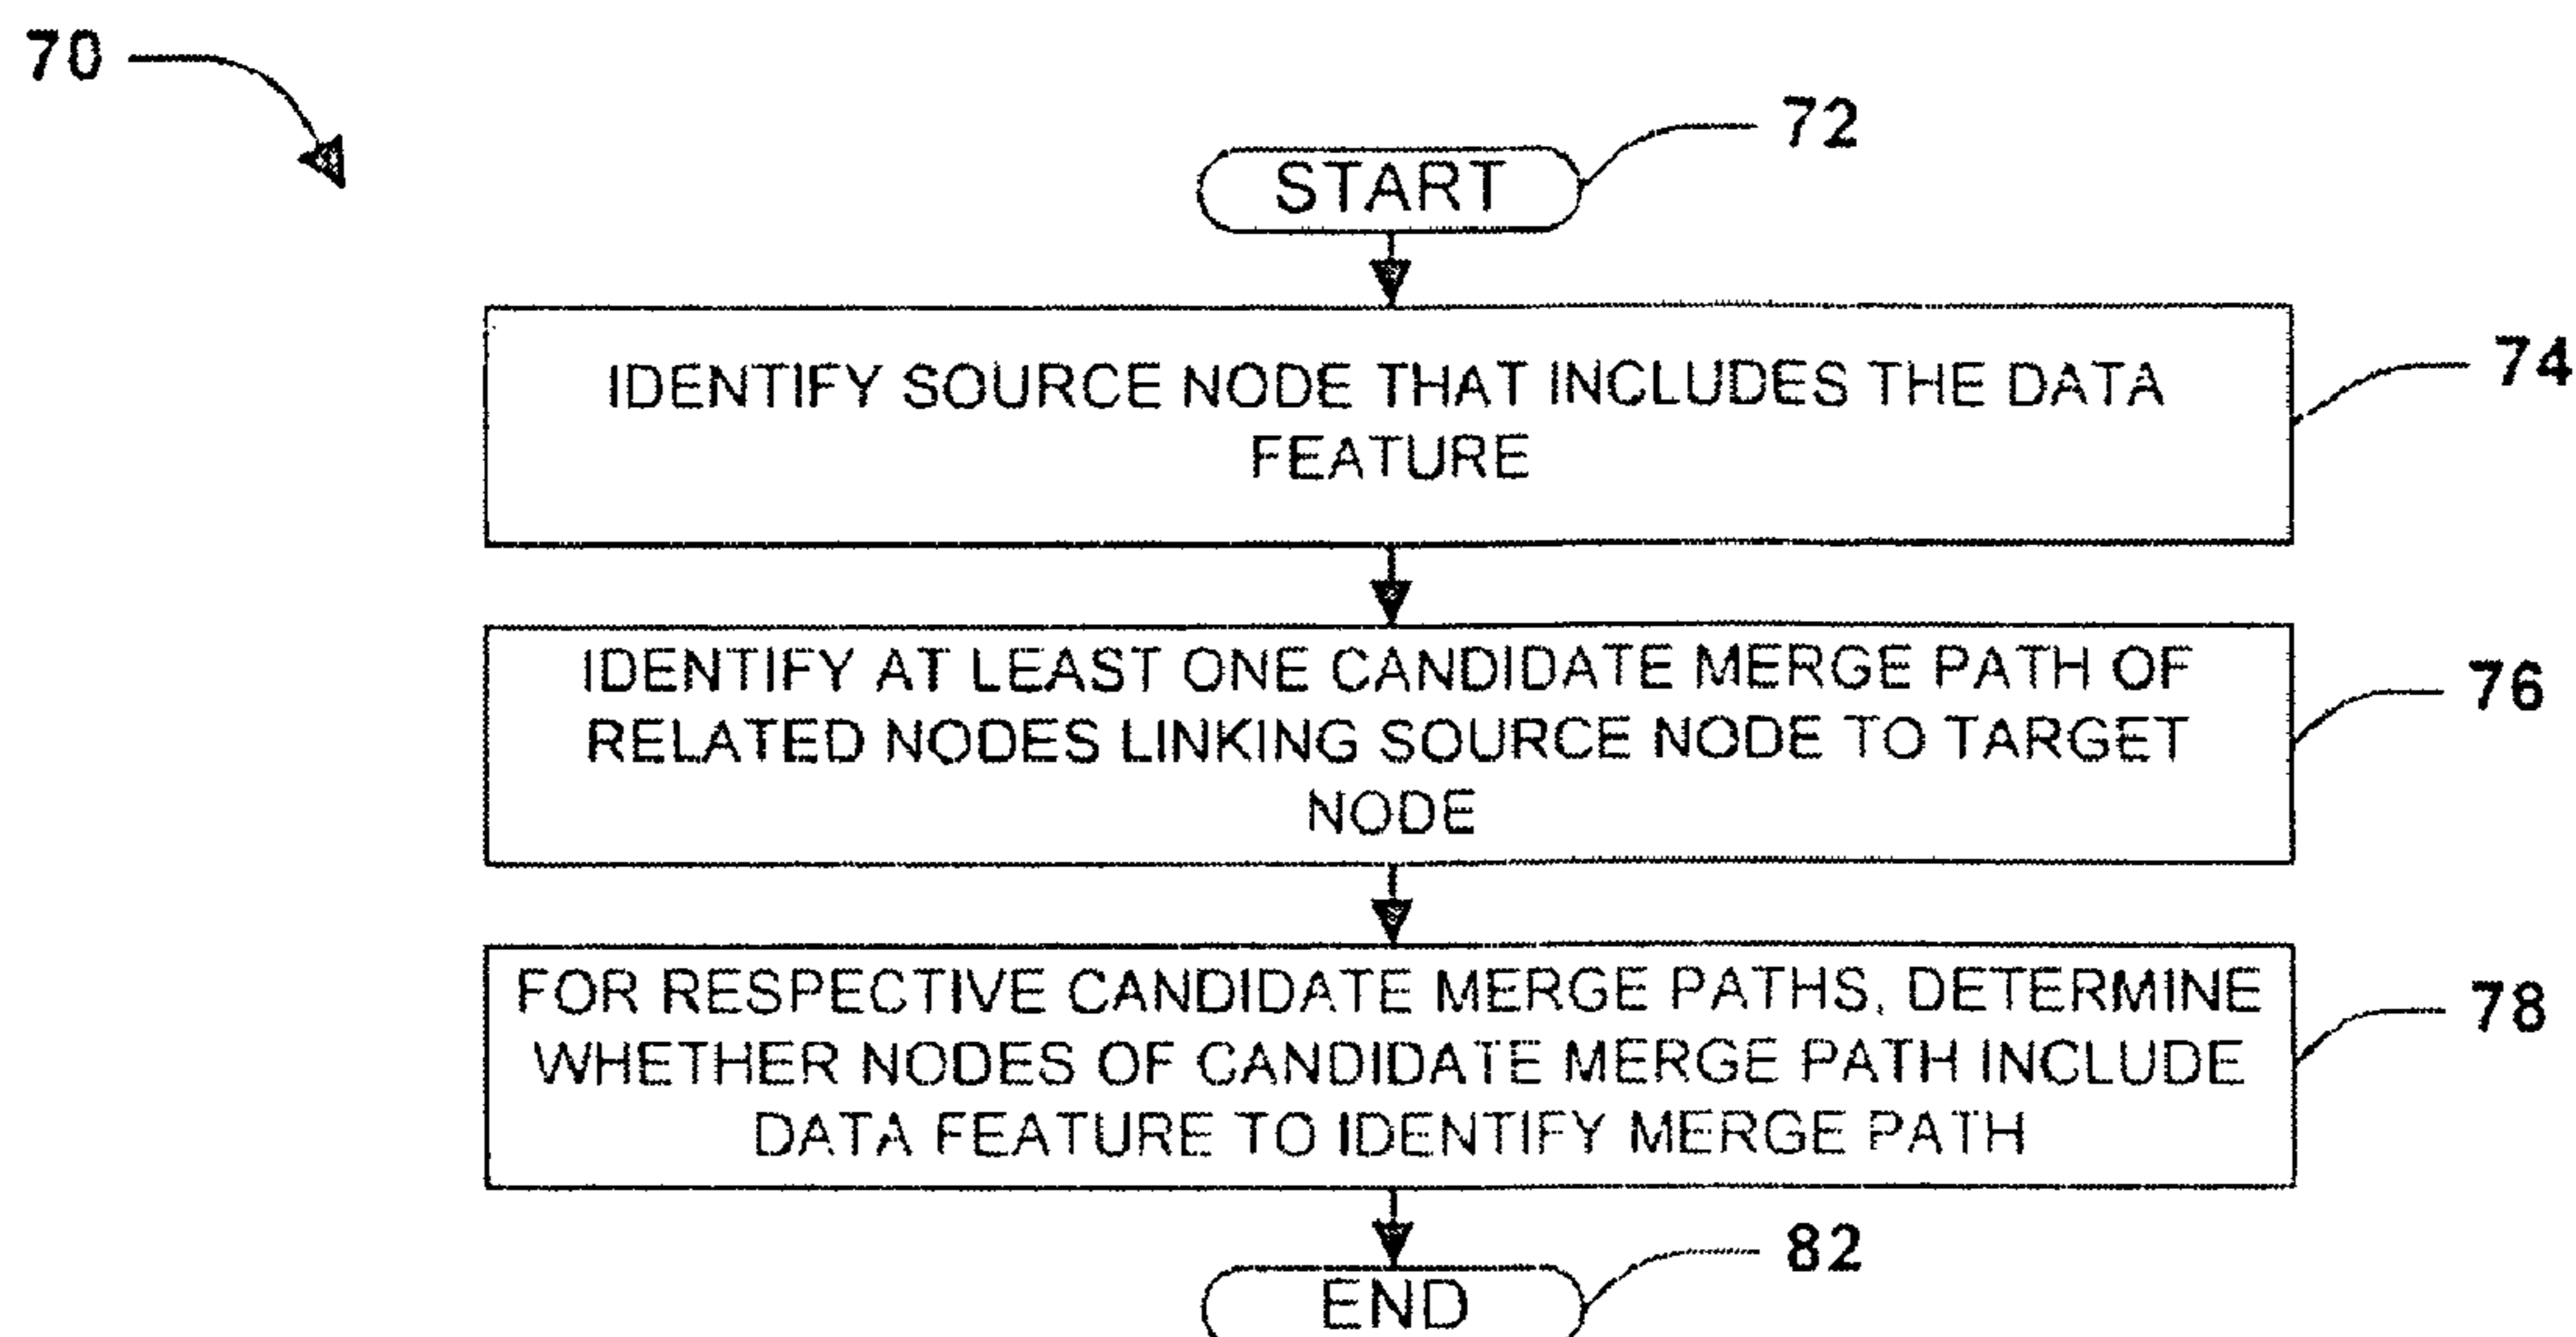 70
72
START
74
IDENTIFY SOURCE NODE THAT INCLUDES THE DATA
FEATURE
76
IDENTIFY AT LEAST ONE CANDIDATE MERGE PATH OF
RELATED NODES LINKING SOURCE NODE TO TARGET
NODE
78
FOR RESPECTIVE CANDIDATE MERGE PATHS, DETERMINE
WHETHER NODES OF CANDIDATE MERGE PATH INCLUDE
DATA FEATURE TO IDENTIFY MERGE PATH
82
END